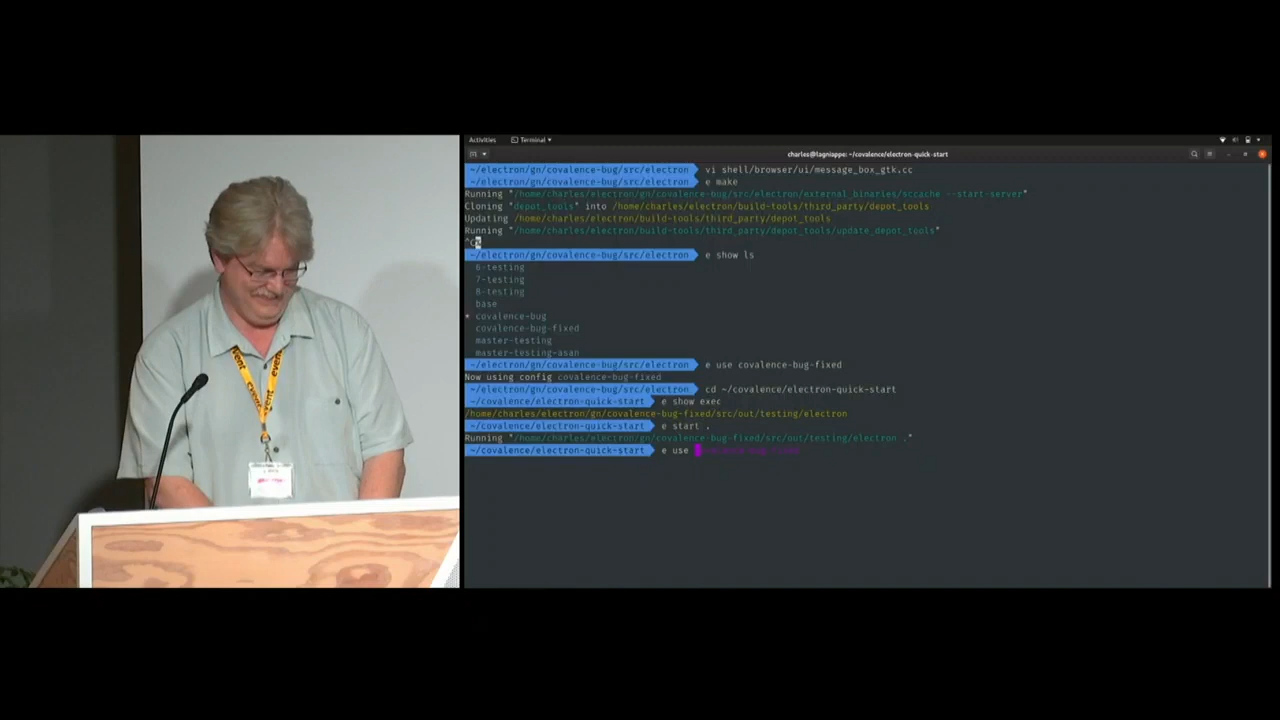 Activities Terminal
charles@lagniappe: ~/covalence/electron-quick-start
~/electron/gn/covalence-bug/src/electron vi shell/browser/ui/message_box_gtk.cc
~/electron/gn/covalence-bug/src/electron e make
Running "/home/charles/electron/gn/covalence-bug/src/electron/external_binaries/sccache --start-server"
Cloning "depot_tools" into /home/charles/electron/build-tools/third_party/depot_tools
Updating /home/charles/electron/build-tools/third_party/depot_tools
Running "/home/charles/electron/build-tools/third_party/depot_tools/update_depot_tools"
^C%
~/electron/gn/covalence-bug/src/electron e show ls
6-testing
7-testing
8-testing
base
* covalence-bug
covalence-bug-fixed
master-testing
master-testing-asan
~/electron/gn/covalence-bug/src/electron e use covalence-bug-fixed
Now using config covalence-bug-fixed
~/electron/gn/covalence-bug/src/electron cd ~/covalence/electron-quick-start
~/covalence/electron-quick-start e show exec
/home/charles/electron/gn/covalence-bug-fixed/src/out/testing/electron
~/covalence/electron-quick-start e start .
Running "/home/charles/electron/gn/covalence-bug-fixed/src/out/testing/electron ."
~/covalence/electron-quick-start e use covalence-bug-fixed
event
event